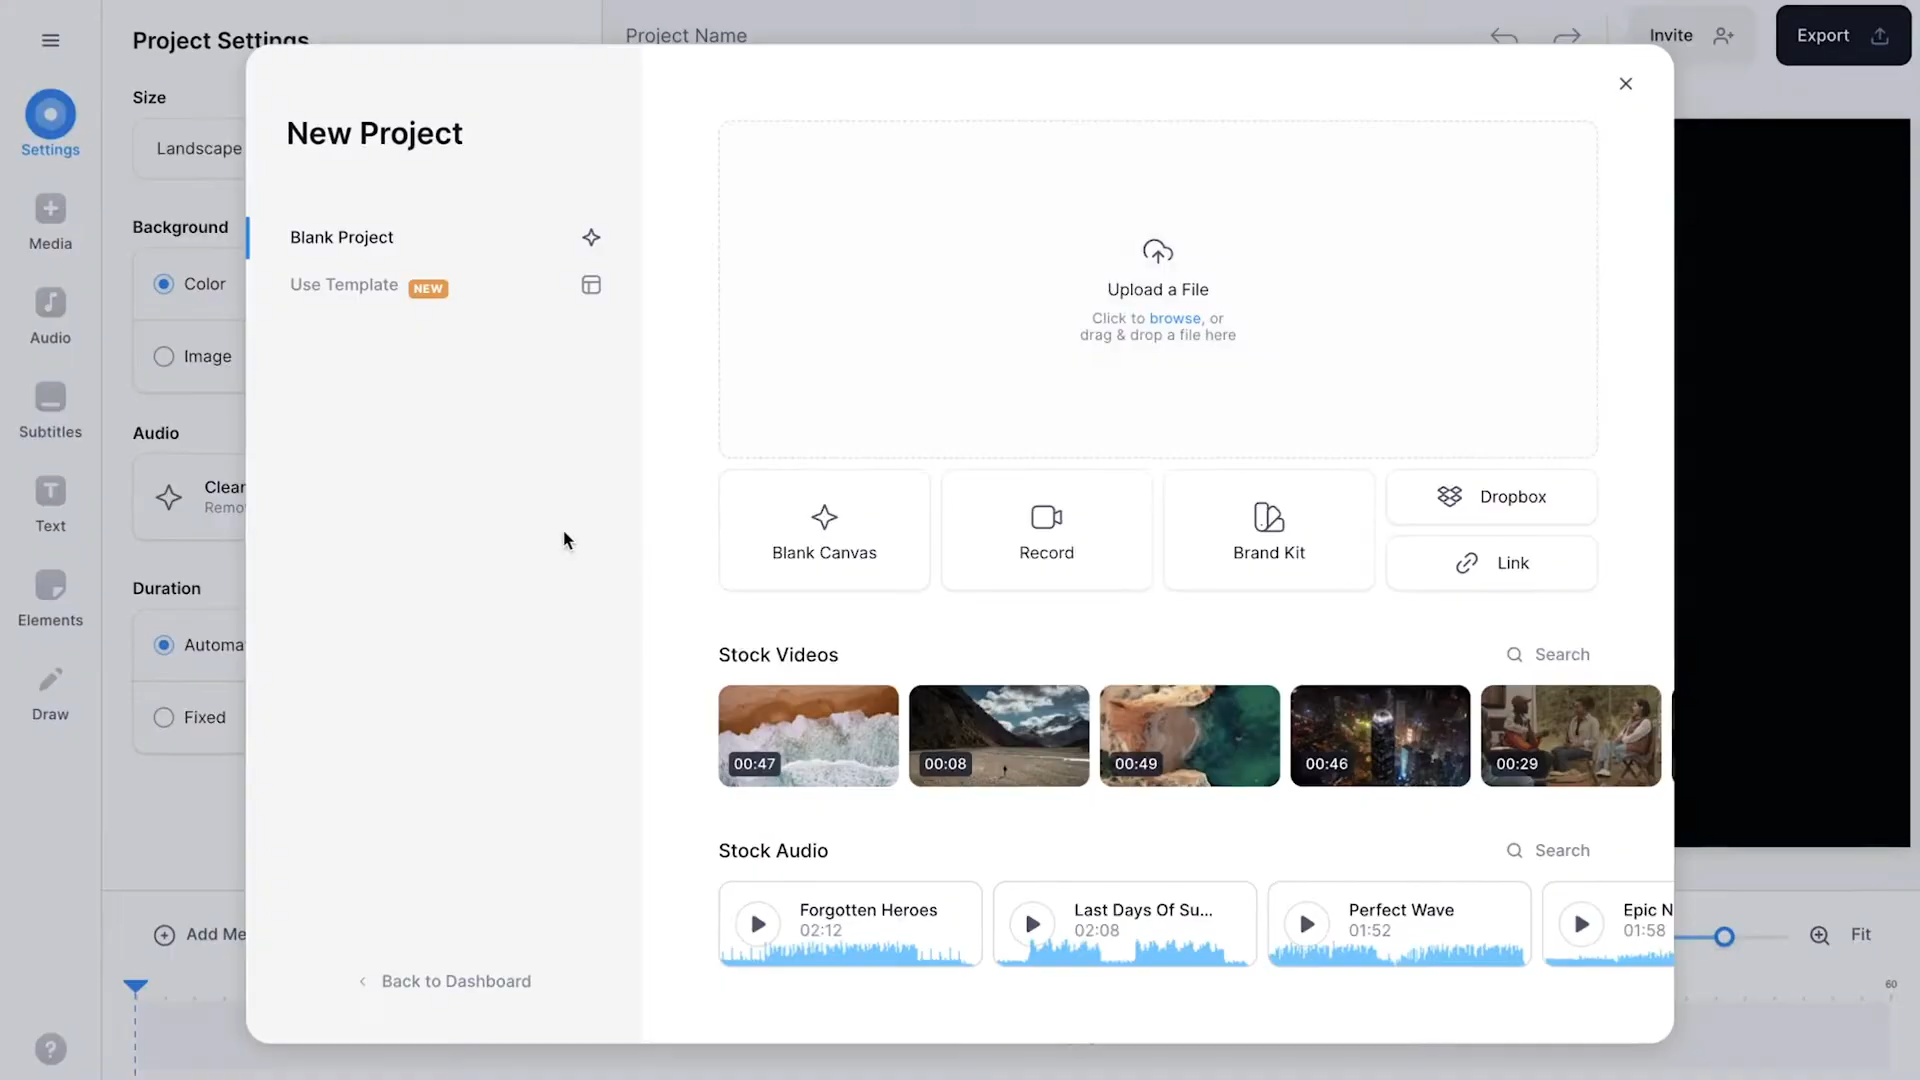 Project Settings
Project Name
Invite
Export
Settings
Media
Audio
Subtitles
Text
Elements
Draw
?
Size
Landscape
Background
Color
Image
Audio
Clean
Remo
Duration
Automa
Fixed
New Project
Blank Project
Use Template NEW
Back to Dashboard
Upload a File
Click to browse, or
drag & drop a file here
Blank Canvas
Record
Brand Kit
Dropbox
Link
Stock Videos
Search
00:47
00:08
00:49
00:46
00:29
Stock Audio
Search
Forgotten Heroes
02:12
Last Days Of Su...
02:08
Perfect Wave
01:52
Epic N
01:58
Add Me
Fit
60